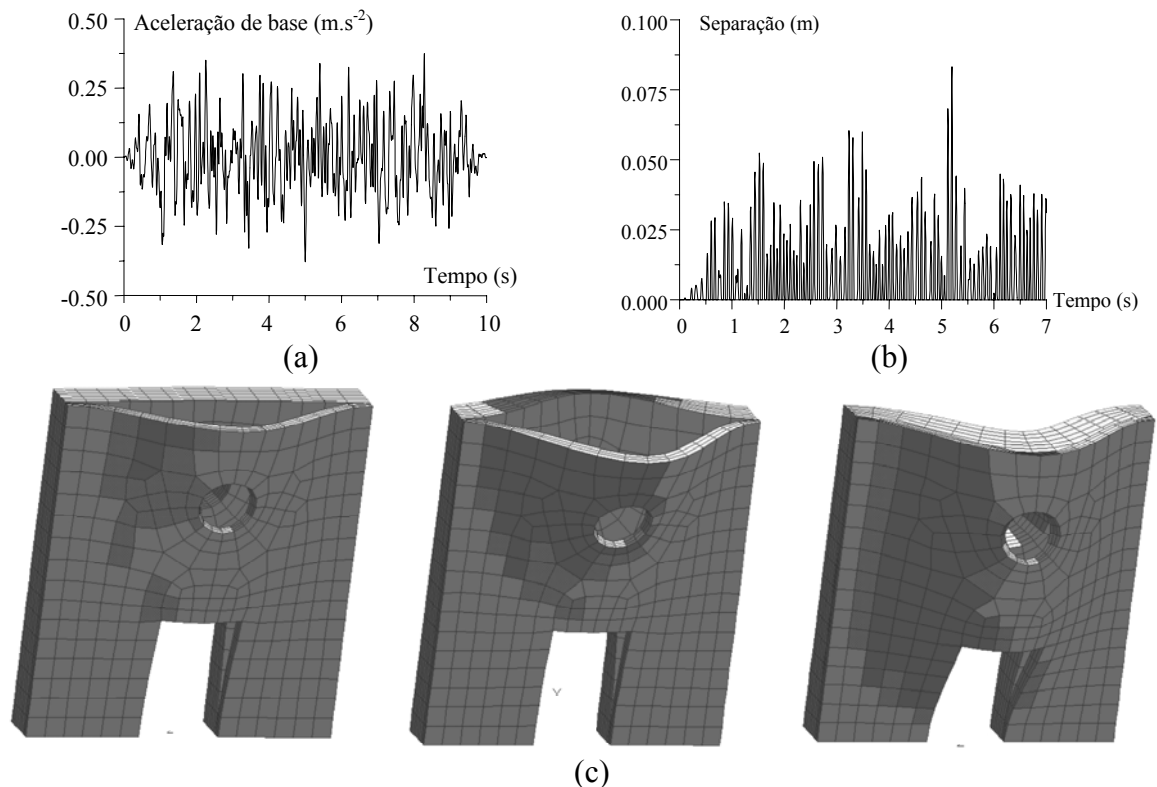 Aceleração de base (m.s-2)
0.50
0.25
0.00
-0.25
-0.50
Tempo (s)
0 2 4 6 8 10
(a)
Separação (m)
0.100
0.075
0.050
0.025
0.000
Tempo (s)
0 1 2 3 4 5 6 7
(b)
Y
(c)